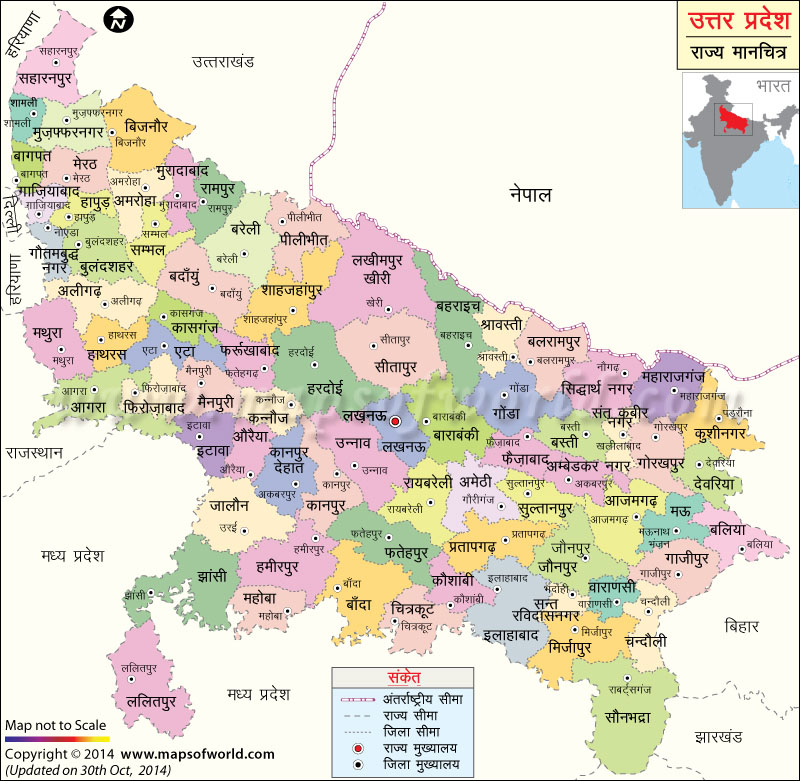 उत्तर प्रदेश
राज्य मानचित्र
भारत
हरियाणा
उत्तराखंड
सहारनपुर
सहारनपुर
शामली
शामली
मुज़फ्फरनगर
मुज़फ्फरनगर
बिजनौर
बिजनौर
बागपत
बागपत
मेरठ
मेरठ
मुरादाबाद
मुरादाबाद
रामपुर
रामपुर
गाज़ियाबाद
गाज़ियाबाद
हापुड़
हापुड़
अमरोहा
अमरोहा
नेपाल
दिल्ली
नोएडा
बुलंदशहर
सम्भल
सम्भल
बरेली
बरेली
पीलीभीत
पीलीभीत
गौतमबुद्ध
नगर
बुलंदशहर
हरियाणा
बदाँयुं
बदाँयुं
लखीमपुर
खीरी
खेरी
अलीगढ़
अलीगढ़
शाहजहांपुर
शाहजहांपुर
बहराइच
बहराइच
श्रावस्ती
श्रावस्ती
बलरामपुर
बलरामपुर
कासगंज
कासगंज
मथुरा
मथुरा
हाथरस
हाथरस
एटा
एटा
फर्रूखाबाद
फतेहगढ़
हरदोई
हरदोई
सीतापुर
सीतापुर
नौगढ़
सिद्धार्थ नगर
महाराजगंज
महाराजगंज
आगरा
आगरा
फिरोज़ाबाद
फिरोज़ाबाद
मैनपुरी
मैनपुरी
कन्नौज
कन्नौज
गोंडा
गोंडा
www.mapsofworld.com
लखनऊ
लखनऊ
बाराबंकी
बाराबंकी
संत कबीर
नगर
खलीलाबाद
बस्ती
बस्ती
गोरखपुर
गोरखपुर
पडरौना
कुशीनगर
राजस्थान
इटावा
इटावा
औरैया
औरैया
कानपुर
देहात
अकबरपुर
उन्नाव
उन्नाव
कानपुर
कानपुर
फैजाबाद
फैजाबाद
अम्बेडकर नगर
अकबरपुर
देवरिया
देवरिया
रायबरेली
रायबरेली
अमेठी
गौरीगंज
सुल्तानपुर
सुल्तानपुर
आजमगढ़
आजमगढ़
मऊ
मऊनाथ
भंजन
बलिया
बलिया
जालौन
उरई
मध्य प्रदेश
हमीरपुर
हमीरपुर
फतेहपुर
फतेहपुर
प्रतापगढ़
प्रतापगढ़
जौनपुर
जौनपुर
गाजीपुर
गाजीपुर
झांसी
झांसी
महोबा
महोबा
बाँदा
बाँदा
कौशांबी
कौशांबी
चित्रकूट
चित्रकूट
इलाहाबाद
इलाहाबाद
भदोही
सन्त
रविदासनगर
वाराणसी
वाराणसी
चन्दौली
चन्दौली
मिर्जापुर
मिर्जापुर
बिहार
ललितपुर
ललितपुर
मध्य प्रदेश
राबर्ट्सगंज
सौनभद्रा
झारखंड
संकेत
अंतर्राष्ट्रीय सीमा
राज्य सीमा
जिला सीमा
राज्य मुख्यालय
जिला मुख्यालय
Map not to Scale
Copyright © 2014 www.mapsofworld.com
(Updated on 30th Oct, 2014)